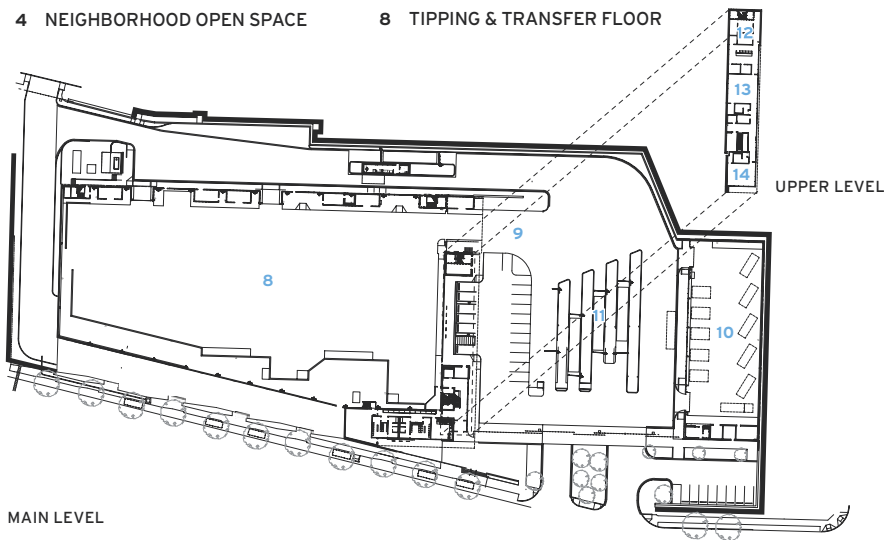 4 NEIGHBORHOOD OPEN SPACE
8 TIPPING & TRANSFER FLOOR
12
13
14
UPPER LEVEL
9
8
11
10
MAIN LEVEL